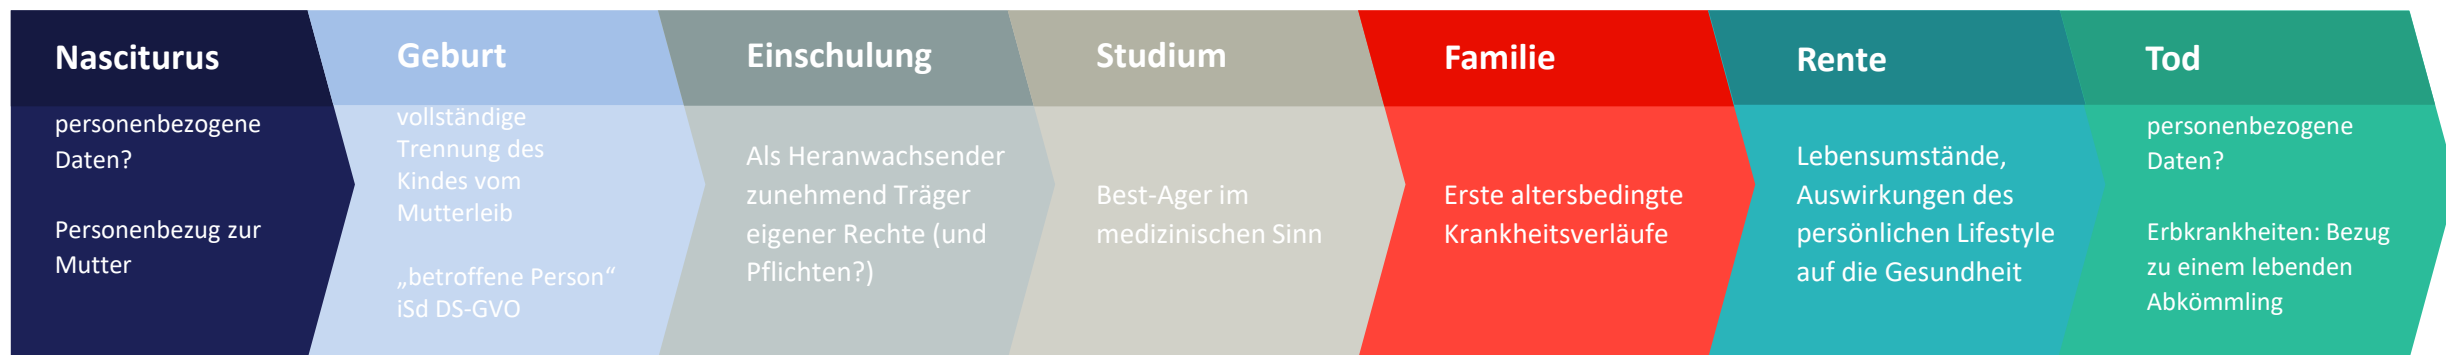 Nasciturus
personenbezogene
Daten?
Personenbezug zur
Mutter
Geburt
vollständige
Trennung des
Kindes vom
Mutterleib
„betroffene Person“
iSd DS-GVO
Einschulung
Als Heranwachsender
zunehmend Träger
eigener Rechte (und
Pflichten?)
Studium
Best-Ager im
medizinischen Sinn
Familie
Erste altersbedingte
Krankheitsverläufe
Rente
Lebensumstände,
Auswirkungen des
persönlichen Lifestyle
auf die Gesundheit
Tod
personenbezogene
Daten?
Erbkrankheiten: Bezug
zu einem lebenden
Abkömmling